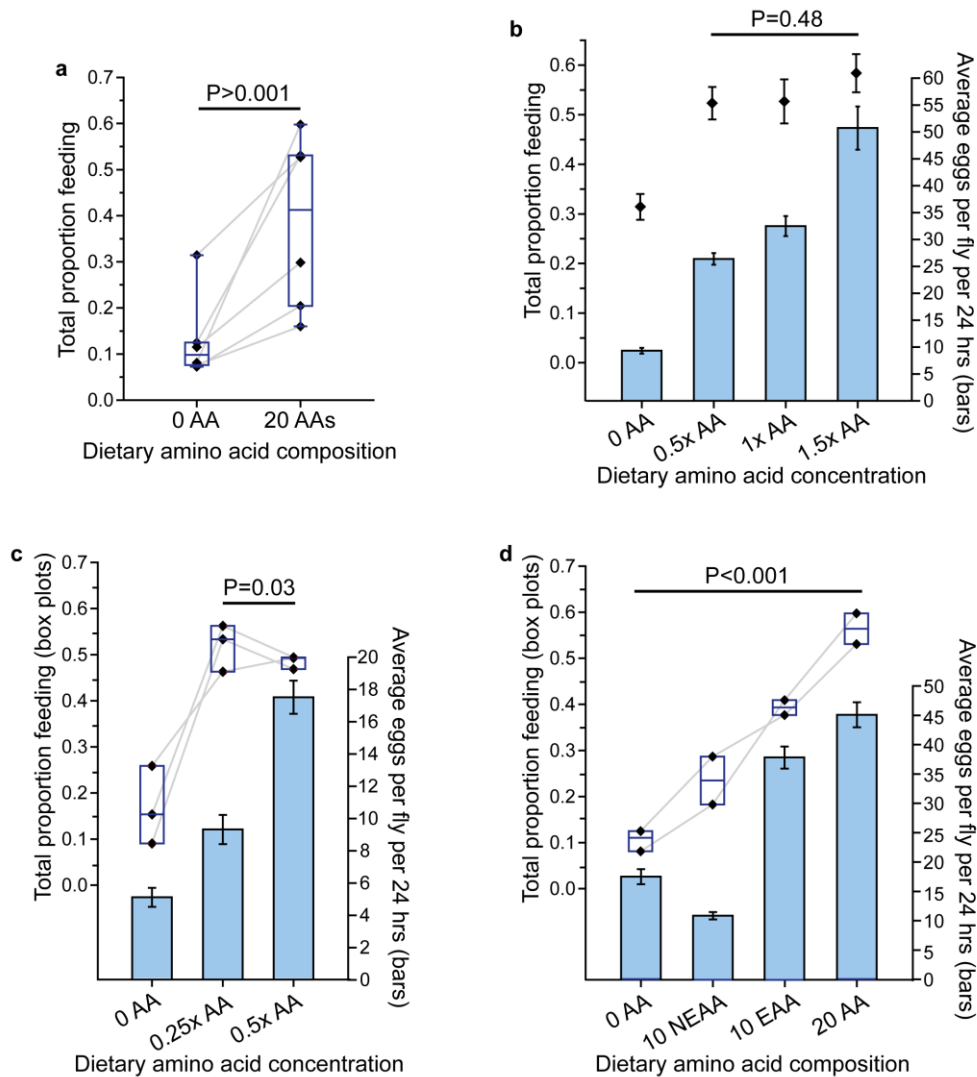 a
P>0.001
Total proportion feeding
0.7
0.6
0.5
0.4
0.3
0.2
0.1
0.0
0 AA 20 AAs
Dietary amino acid composition
b
P=0.48
Total proportion feeding
0.6
0.5
0.4
0.3
0.2
0.1
0.0
Average eggs per fly per 24 hrs (bars)
60
55
50
45
40
35
30
25
20
15
10
5
0
0 AA 0.5x AA 1x AA 1.5x AA
Dietary amino acid concentration
c
P=0.03
Total proportion feeding (box plots)
0.7
0.6
0.5
0.4
0.3
0.2
0.1
0.0
Average eggs per fly per 24 hrs (bars)
20
18
16
14
12
10
8
6
4
2
0
0 AA 0.25x AA 0.5x AA
Dietary amino acid concentration
d
P<0.001
Total proportion feeding (box plots)
0.7
0.6
0.5
0.4
0.3
0.2
0.1
0.0
Average eggs per fly per 24 hrs (bars)
50
45
40
35
30
25
20
15
10
5
0
0 AA 10 NEAA 10 EAA 20 AA
Dietary amino acid composition